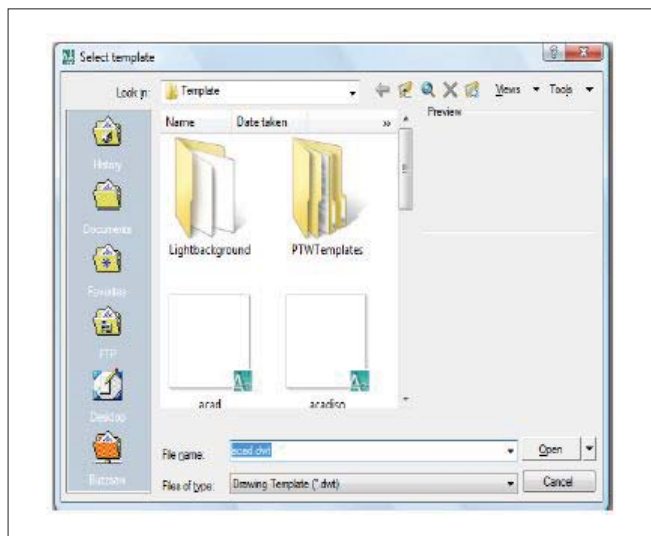 Select template
Look in:
Template
Views
Tools
Name
Date taken
»
Preview
History
Documents
Favorites
FTP
Desktop
Buzzsaw
Lightbackground
PTWTemplates
acad
acadiso
File name:
acad.dwt
Open
Files of type:
Drawing Template (*.dwt)
Cancel